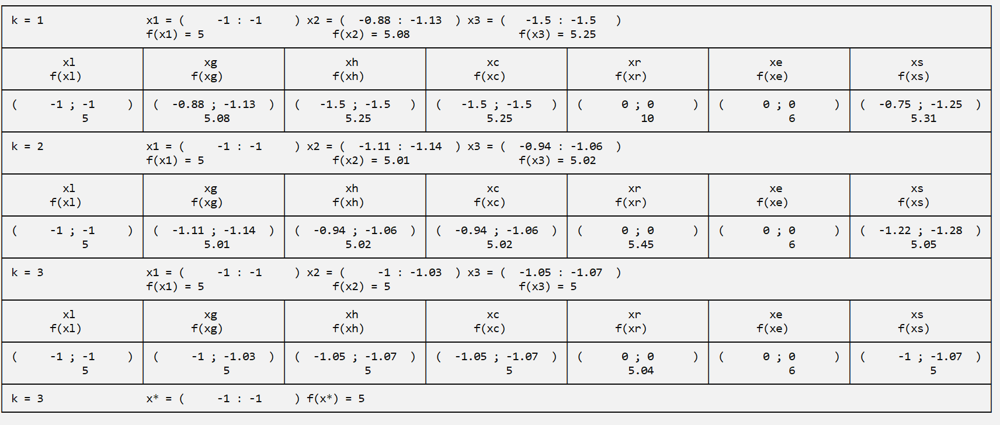 k = 1 x1 = ( -1 : -1 ) x2 = ( -0.88 : -1.13 ) x3 = ( -1.5 : -1.5 )
f(x1) = 5 f(x2) = 5.08 f(x3) = 5.25
xl xg xh xc xr xe xs
f(xl) f(xg) f(xh) f(xc) f(xr) f(xe) f(xs)
( -1 ; -1 ) ( -0.88 ; -1.13 ) ( -1.5 ; -1.5 ) ( -1.5 ; -1.5 ) ( 0 ; 0 ) ( 0 ; 0 ) ( -0.75 ; -1.25 )
5 5.08 5.25 5.25 10 6 5.31
k = 2 x1 = ( -1 : -1 ) x2 = ( -1.11 : -1.14 ) x3 = ( -0.94 : -1.06 )
f(x1) = 5 f(x2) = 5.01 f(x3) = 5.02
xl xg xh xc xr xe xs
f(xl) f(xg) f(xh) f(xc) f(xr) f(xe) f(xs)
( -1 ; -1 ) ( -1.11 ; -1.14 ) ( -0.94 ; -1.06 ) ( -0.94 ; -1.06 ) ( 0 ; 0 ) ( 0 ; 0 ) ( -1.22 ; -1.28 )
5 5.01 5.02 5.02 5.45 6 5.05
k = 3 x1 = ( -1 : -1 ) x2 = ( -1 : -1.03 ) x3 = ( -1.05 : -1.07 )
f(x1) = 5 f(x2) = 5 f(x3) = 5
xl xg xh xc xr xe xs
f(xl) f(xg) f(xh) f(xc) f(xr) f(xe) f(xs)
( -1 ; -1 ) ( -1 ; -1.03 ) ( -1.05 ; -1.07 ) ( -1.05 ; -1.07 ) ( 0 ; 0 ) ( 0 ; 0 ) ( -1 ; -1.07 )
5 5 5 5 5.04 6 5
k = 3 x* = ( -1 : -1 ) f(x*) = 5